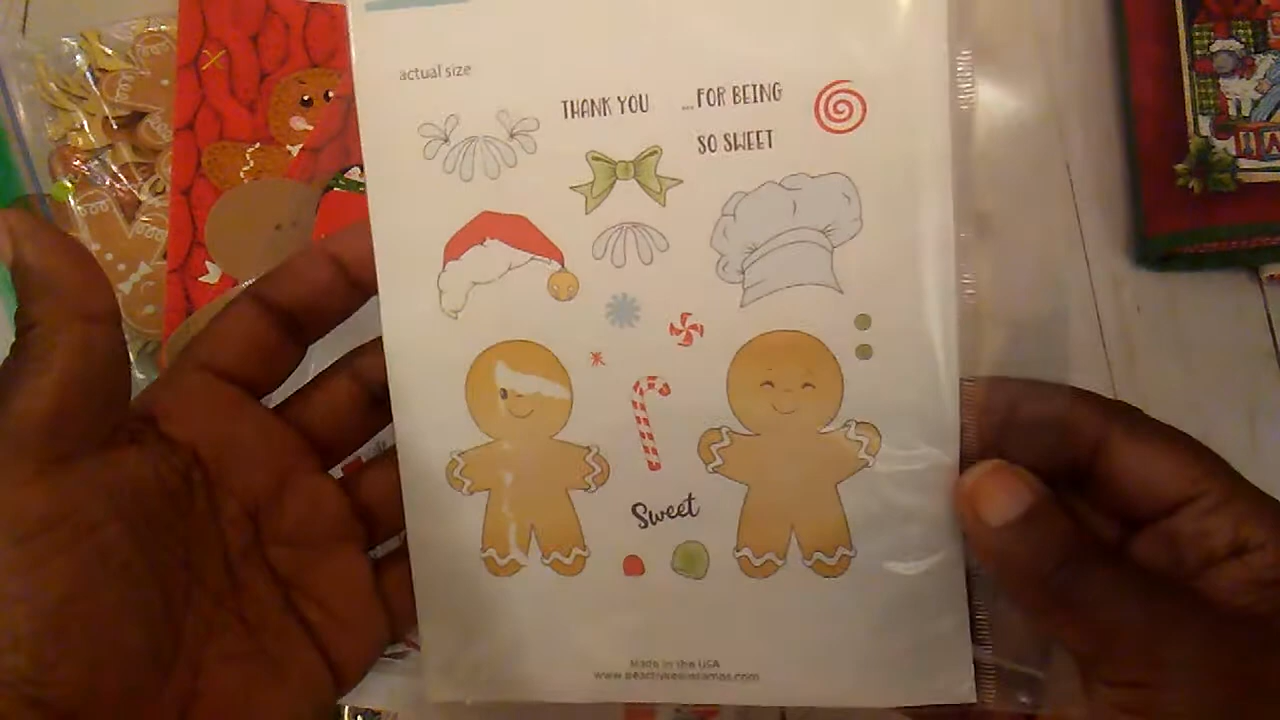 actual size
THANK YOU ...FOR BEING
SO SWEET
Sweet
Made in the USA